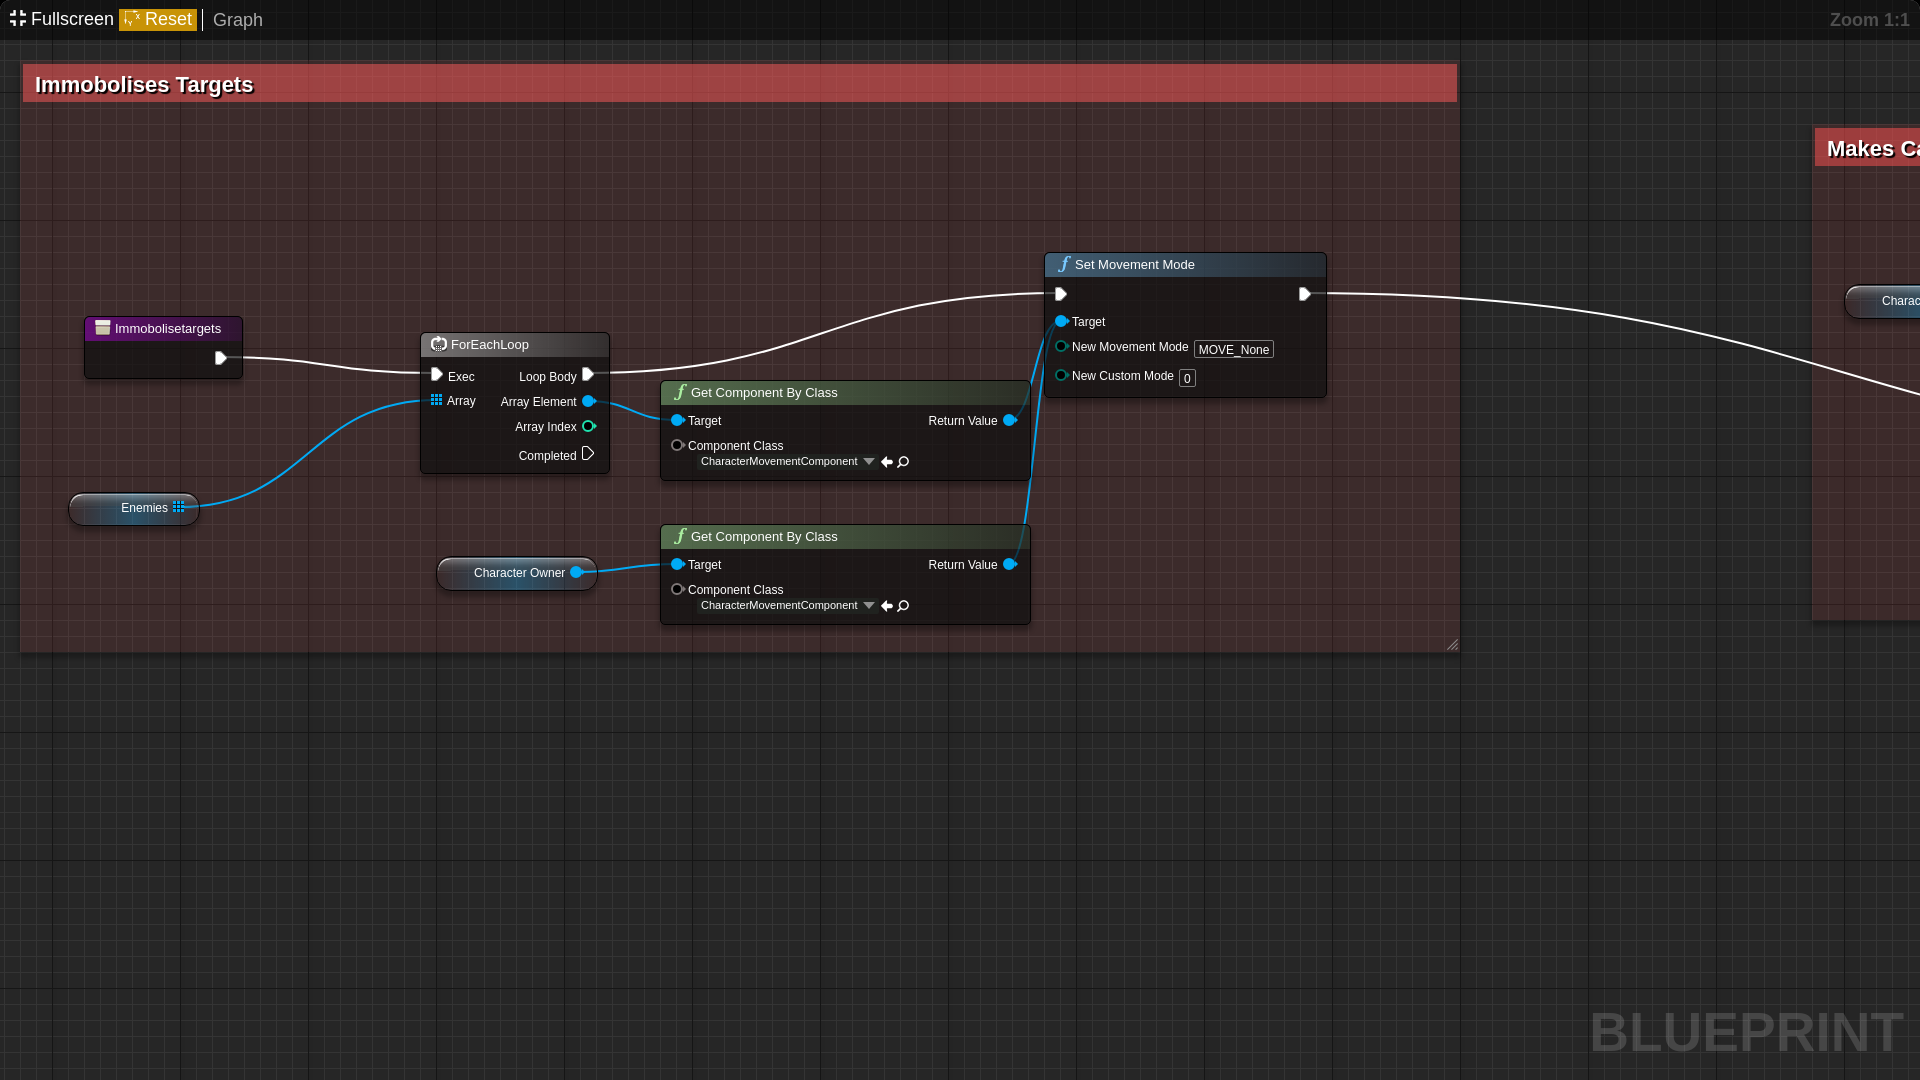 Fullscreen Reset Graph Zoom 1:1
Immobolises Targets
Makes Ca
Set Movement Mode
Target
New Movement Mode MOVE_None
New Custom Mode 0
Charac
Immobolisetargets
ForEachLoop
Exec Loop Body
Array Array Element
Array Index
Completed
Get Component By Class
Target Return Value
Component Class
CharacterMovementComponent
Enemies
Character Owner
Get Component By Class
Target Return Value
Component Class
CharacterMovementComponent
BLUEPRINT